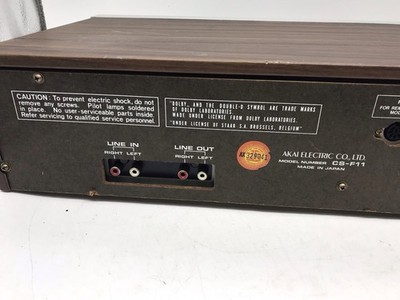 CAUTION: To prevent electric shock, do not
remove any screws. Pilot lamps soldered
in place. No user-serviceable parts inside.
Refer servicing to qualified service personnel.
"DOLBY, AND THE DOUBLE-D SYMBOL ARE TRADE MARKS
OF DOLBY LABORATORIES
MADE UNDER LICENSE FROM DOLBY LABORATORIES.
"UNDER LICENSE OF STAAR S.A. BRUSSELS, BELGIUM"
FOR REM
LINE IN
RIGHT LEFT
LINE OUT
RIGHT LEFT
AKAI ELECTRIC CO., LTD.
MODEL NUMBER CS-F11
MADE IN JAPAN